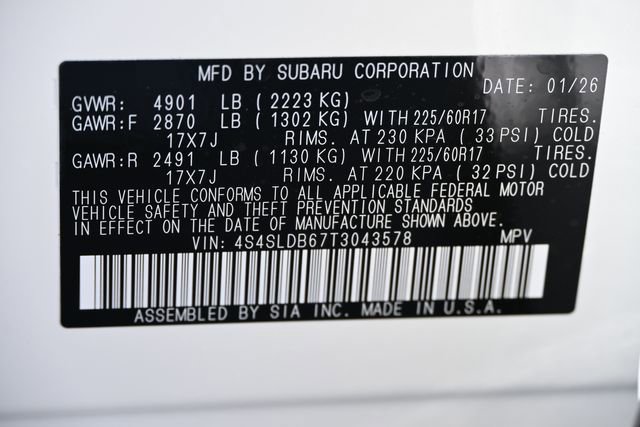 MFD BY SUBARU CORPORATION
DATE: 01/26
GVWR: 4901 LB (2223 KG)
GAWR:F 2870 LB (1302 KG) WITH 225/60R17 TIRES.
17X7J RIMS. AT 230 KPA (33 PSI) COLD
GAWR:R 2491 LB (1130 KG) WITH 225/60R17 TIRES.
17X7J RIMS. AT 220 KPA (32 PSI) COLD
THIS VEHICLE CONFORMS TO ALL APPLICABLE FEDERAL MOTOR
VEHICLE SAFETY AND THEFT PREVENTION STANDARDS
IN EFFECT ON THE DATE OF MANUFACTURE SHOWN ABOVE.
VIN: 4S4SLDB67T3043578 MPV
ASSEMBLED BY SIA INC. MADE IN U.S.A.